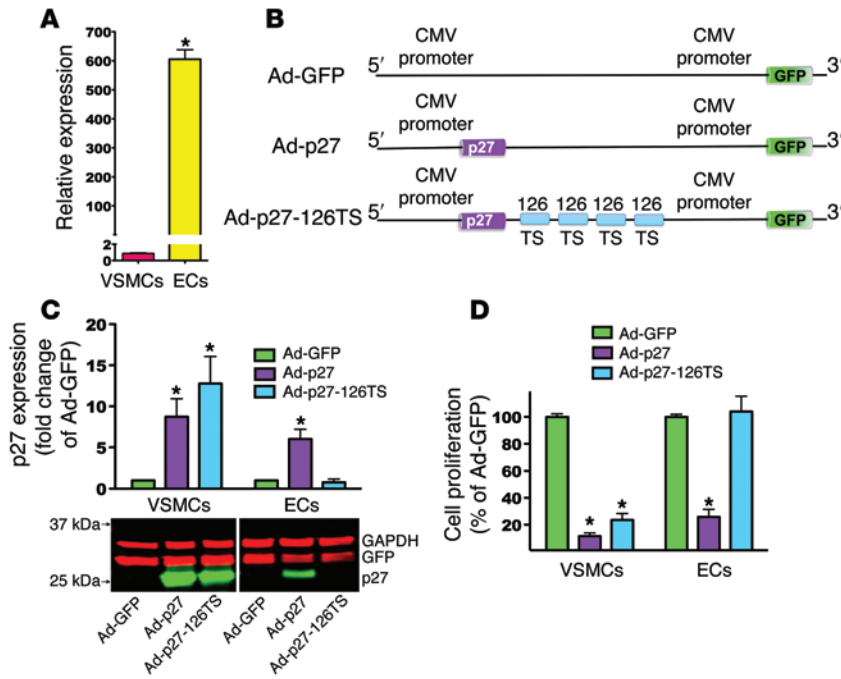 A
Relative expression
700
600
500
400
300
200
100
2
0
*
VSMCs ECs
B
Ad-GFP
5′
CMV
promoter
CMV
promoter
GFP
3′
Ad-p27
5′
CMV
promoter
p27
CMV
promoter
GFP
3′
Ad-p27-126TS
5′
CMV
promoter
p27
126 126 126 126
TS TS TS TS
CMV
promoter
GFP
3′
C
p27 expression
(fold change
of Ad-GFP)
20
15
10
5
0
Ad-GFP
Ad-p27
Ad-p27-126TS
* * *
VSMCs ECs
37 kDa→
25 kDa→
GAPDH
GFP
p27
Ad-GFP
Ad-p27
Ad-p27-126TS
Ad-GFP
Ad-p27
Ad-p27-126TS
D
Ad-GFP
Ad-p27
Ad-p27-126TS
Cell proliferation
(% of Ad-GFP)
100
80
60
40
20
* * *
VSMCs ECs